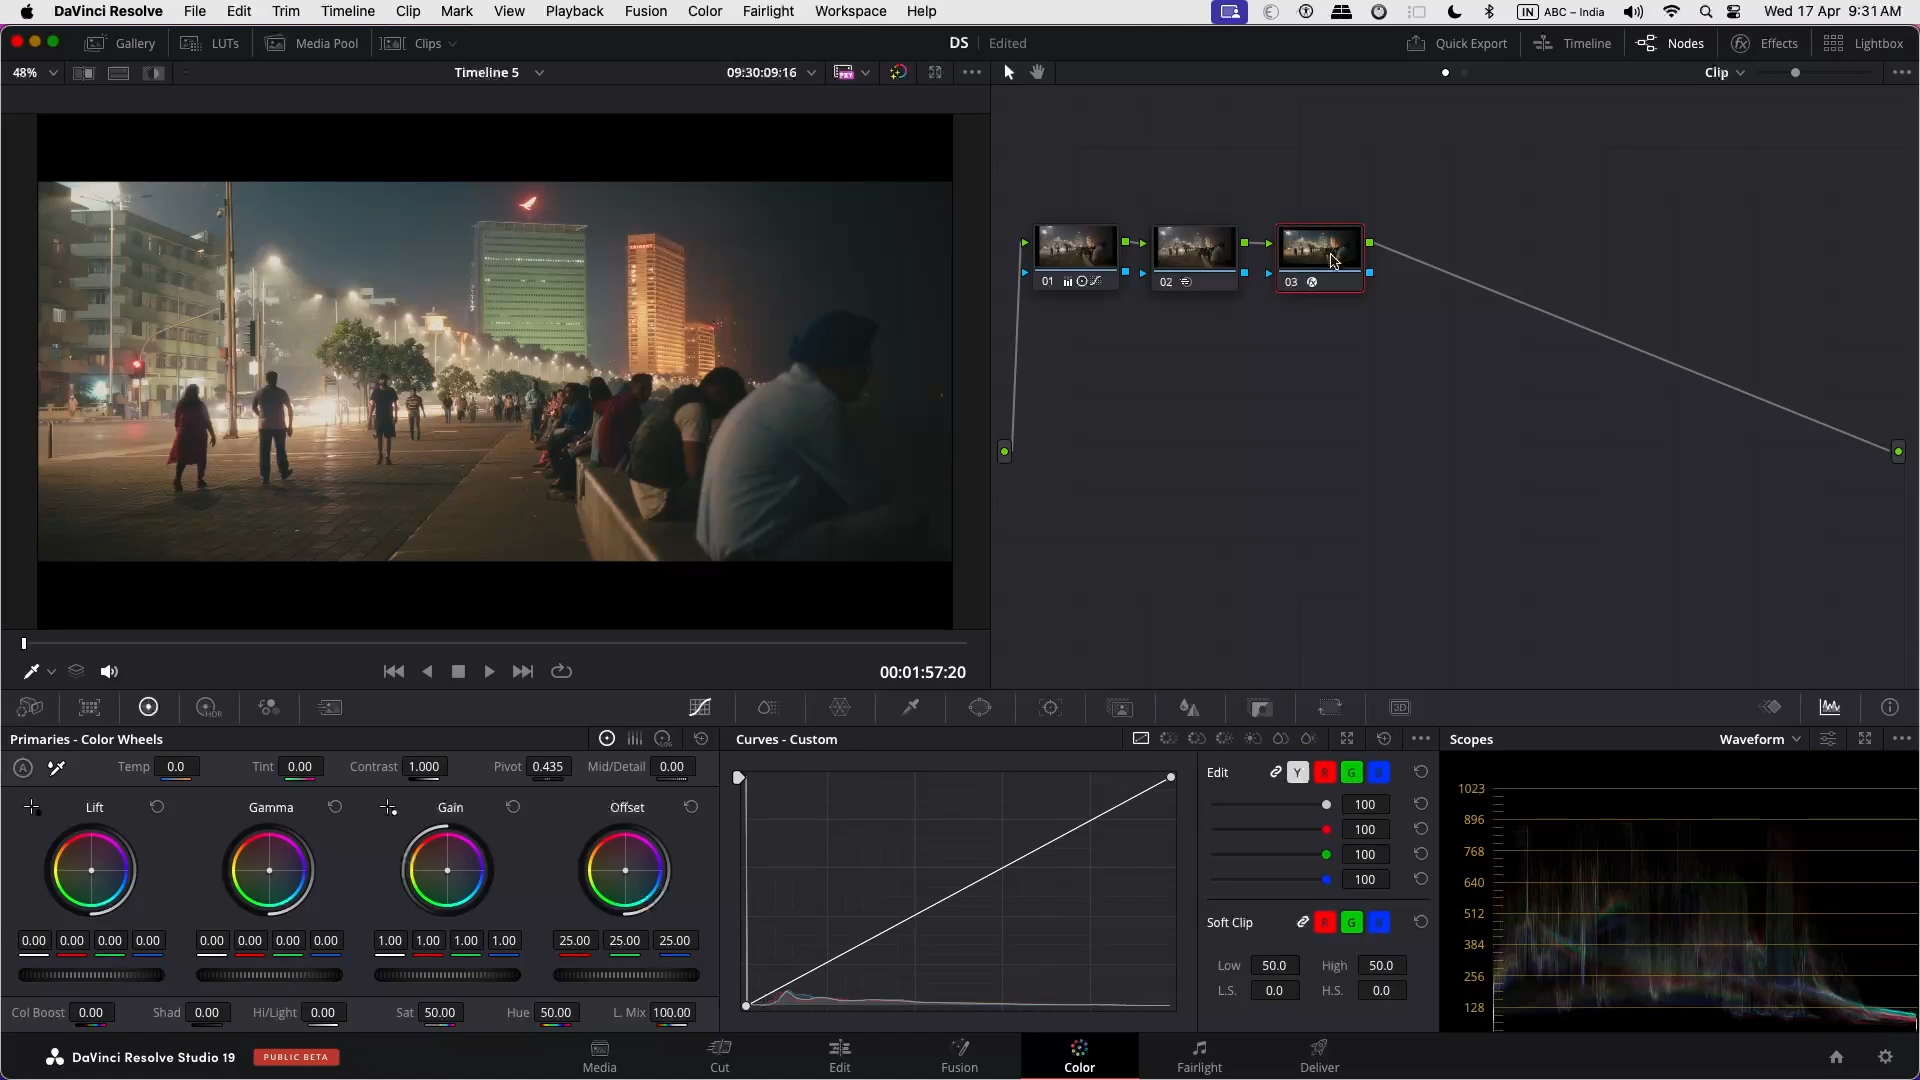 DaVinci Resolve File Edit Trim Timeline Clip Mark View Playback Fusion Color Fairlight Workspace Help IN ABC – India Wed 17 Apr 9:31 AM
Gallery LUTs Media Pool Clips DS Edited Quick Export Timeline Nodes Effects Lightbox
48% Timeline 5 09:30:09:16 PXY Clip
01 02 03
00:01:57:20
HDR 3D
Primaries - Color Wheels Curves - Custom Scopes Waveform
A Temp 0.0 Tint 0.00 Contrast 1.000 Pivot 0.435 Mid/Detail 0.00
Edit Y R G B
Lift Gamma Gain Offset
100
100
100
100
1023
896
768
640
512
384
256
128
Soft Clip R G B
0.00 0.00 0.00 0.00 0.00 0.00 0.00 0.00 1.00 1.00 1.00 1.00 25.00 25.00 25.00
Low 50.0 High 50.0
L.S. 0.0 H.S. 0.0
Col Boost 0.00 Shad 0.00 Hi/Light 0.00 Sat 50.00 Hue 50.00 L. Mix 100.00
DaVinci Resolve Studio 19 PUBLIC BETA
Media Cut Edit Fusion Color Fairlight Deliver